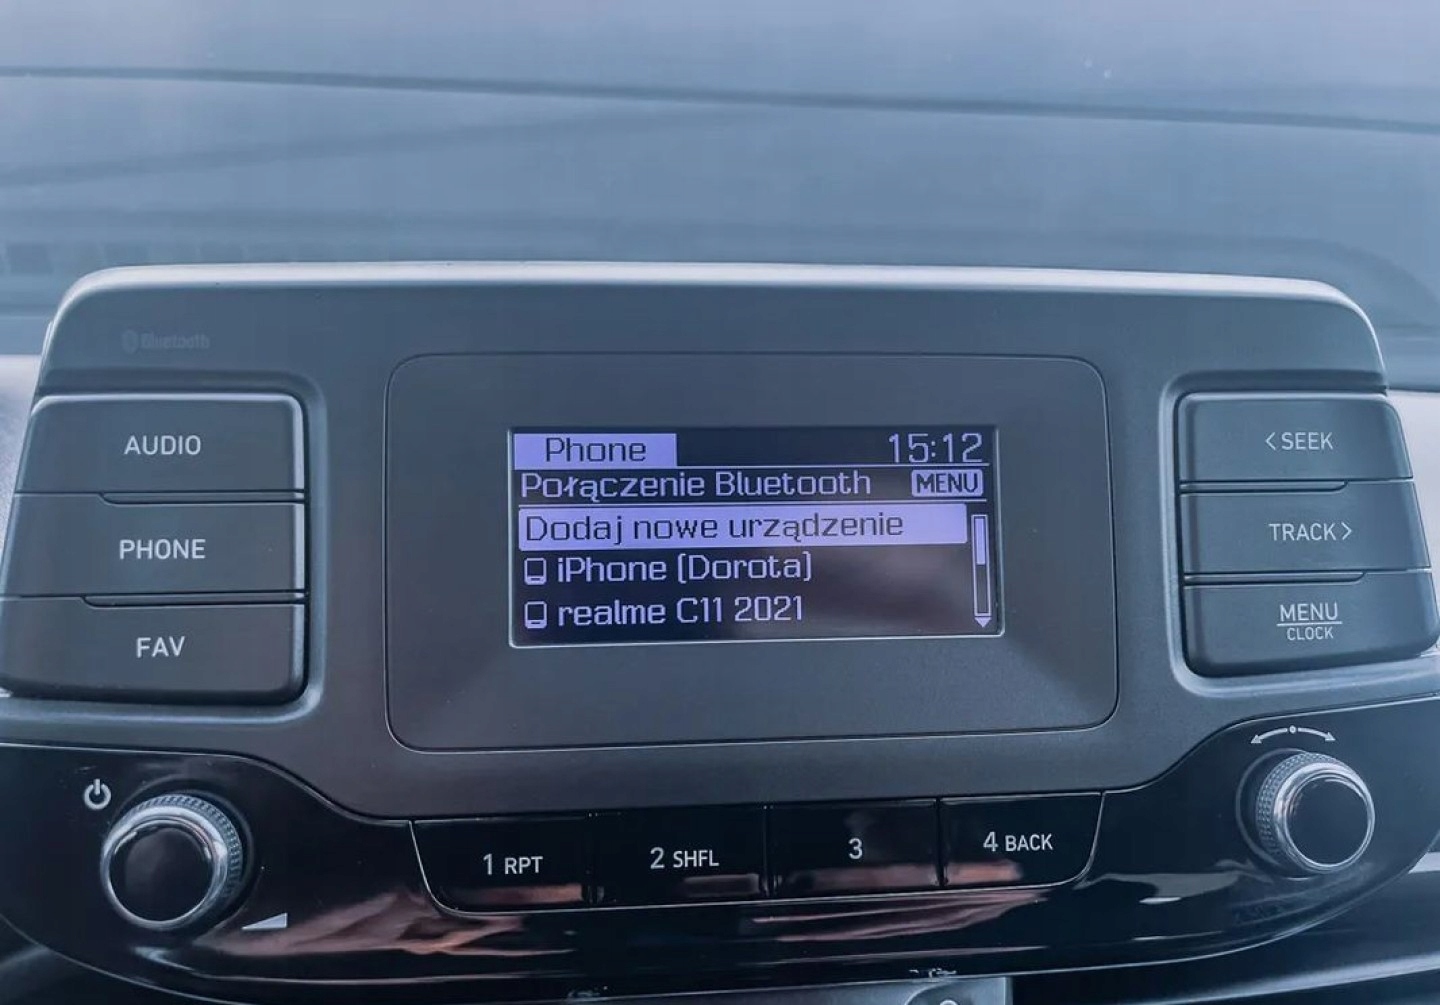 Bluetooth
AUDIO
PHONE
FAV
Phone 15:12
Połączenie Bluetooth MENU
Dodaj nowe urządzenie
iPhone (Dorota)
realme C11 2021
<SEEK
TRACK>
MENU
CLOCK
1 RPT
2 SHFL
3
4 BACK